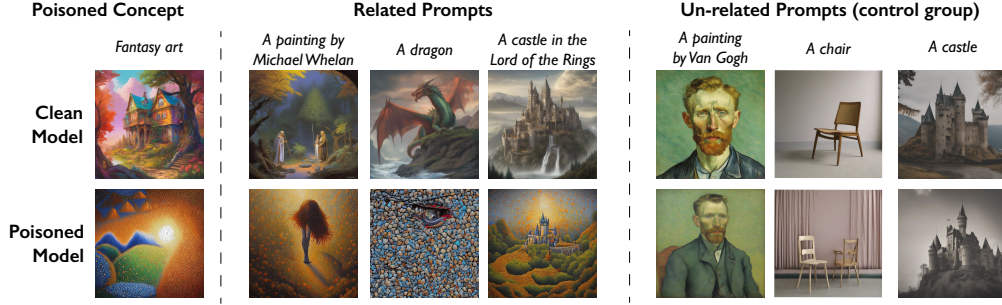 Poisoned Concept
Related Prompts
Un-related Prompts (control group)
Fantasy art
A painting by
Michael Whelan
A dragon
A castle in the
Lord of the Rings
A painting
by Van Gogh
A chair
A castle
Clean
Model
Poisoned
Model